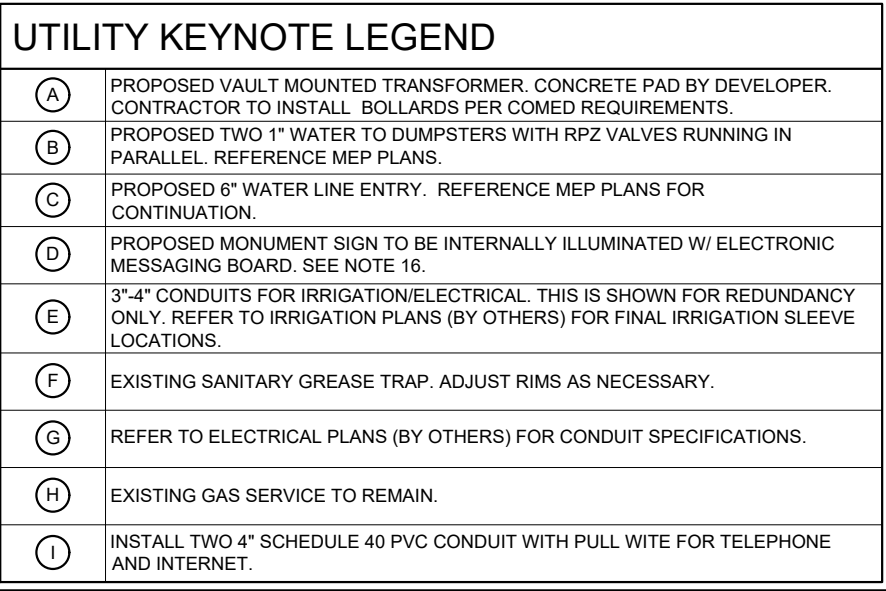 UTILITY KEYNOTE LEGEND
A
PROPOSED VAULT MOUNTED TRANSFORMER. CONCRETE PAD BY DEVELOPER.
CONTRACTOR TO INSTALL BOLLARDS PER COMED REQUIREMENTS.
B
PROPOSED TWO 1" WATER TO DUMPSTERS WITH RPZ VALVES RUNNING IN
PARALLEL. REFERENCE MEP PLANS.
C
PROPOSED 6" WATER LINE ENTRY. REFERENCE MEP PLANS FOR
CONTINUATION.
D
PROPOSED MONUMENT SIGN TO BE INTERNALLY ILLUMINATED W/ ELECTRONIC
MESSAGING BOARD. SEE NOTE 16.
E
3"-4" CONDUITS FOR IRRIGATION/ELECTRICAL. THIS IS SHOWN FOR REDUNDANCY
ONLY. REFER TO IRRIGATION PLANS (BY OTHERS) FOR FINAL IRRIGATION SLEEVE
LOCATIONS.
F
EXISTING SANITARY GREASE TRAP. ADJUST RIMS AS NECESSARY.
G
REFER TO ELECTRICAL PLANS (BY OTHERS) FOR CONDUIT SPECIFICATIONS.
H
EXISTING GAS SERVICE TO REMAIN.
I
INSTALL TWO 4" SCHEDULE 40 PVC CONDUIT WITH PULL WITE FOR TELEPHONE
AND INTERNET.